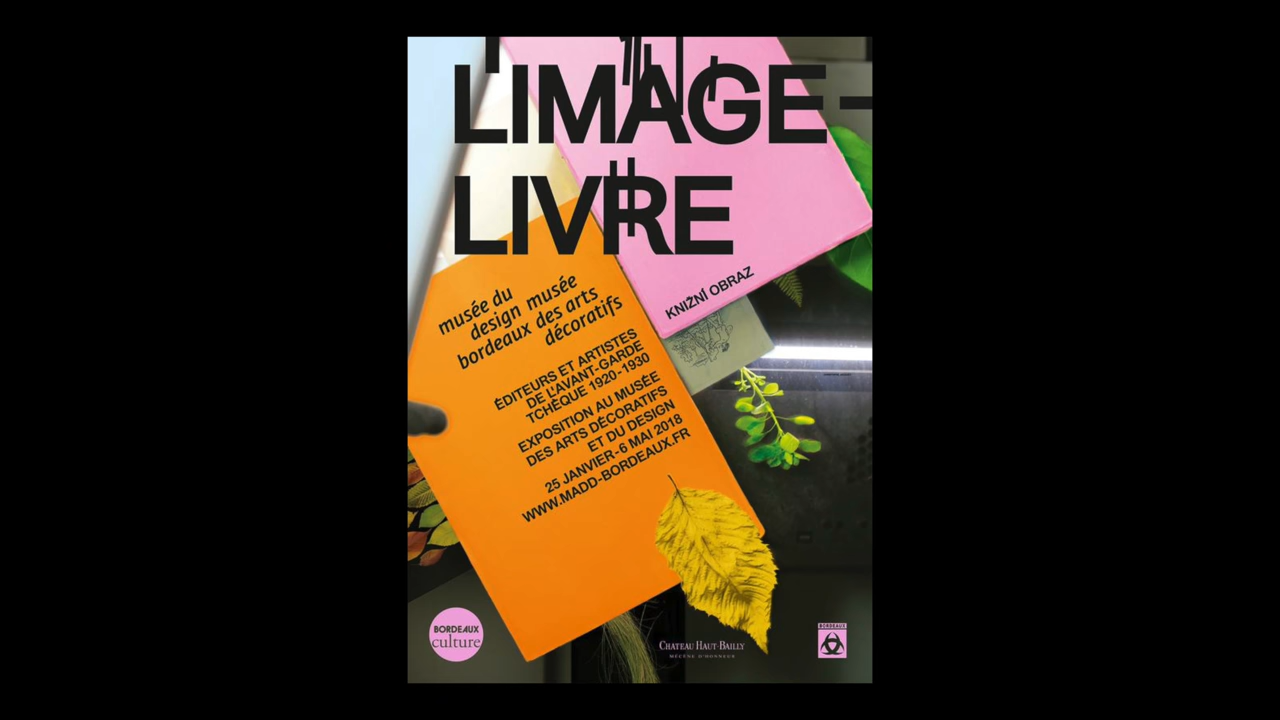 LIMAGE-
LIVRE
KNIŽNÍ OBRAZ
musée du
design musée
bordeaux des arts
décoratifs
ÉDITEURS ET ARTISTES
DE L'AVANT-GARDE
TCHÈQUE 1920-1930
EXPOSITION AU MUSÉE
DES ARTS DÉCORATIFS
ET DU DESIGN
25 JANVIER-6 MAI 2018
WWW.MADD-BORDEAUX.FR
BORDEAUX
culture
CHATEAU HAUT-BAILLY
MÉCÈNE D'HONNEUR
BORDEAUX